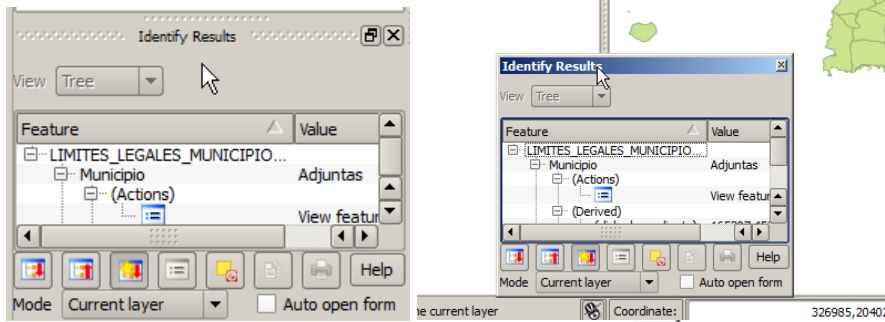 Identify Results
View Tree
Feature Value
LIMITES_LEGALES_MUNICIPIO...
Municipio Adjuntas
(Actions)
View featur
Help
Mode Current layer Auto open form
Identify Results
View Tree
Feature Value
LIMITES_LEGALES_MUNICIPIO...
Municipio Adjuntas
(Actions)
View featur
(Derived)
Help
Mode Current layer Auto open form
ne current layer Coordinate: 326985,20402